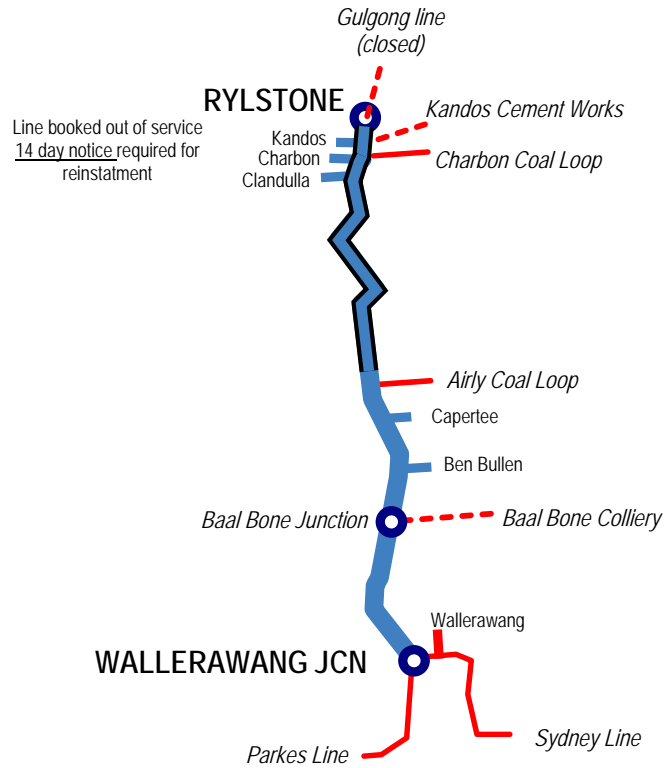 Gulgong line
(closed)
RYLSTONE
Kandos Cement Works
Line booked out of service
14 day notice required for
reinstatment
Kandos
Charbon
Clandulla
Charbon Coal Loop
Airly Coal Loop
Capertee
Ben Bullen
Baal Bone Junction
Baal Bone Colliery
Wallerawang
WALLERAWANG JCN
Sydney Line
Parkes Line